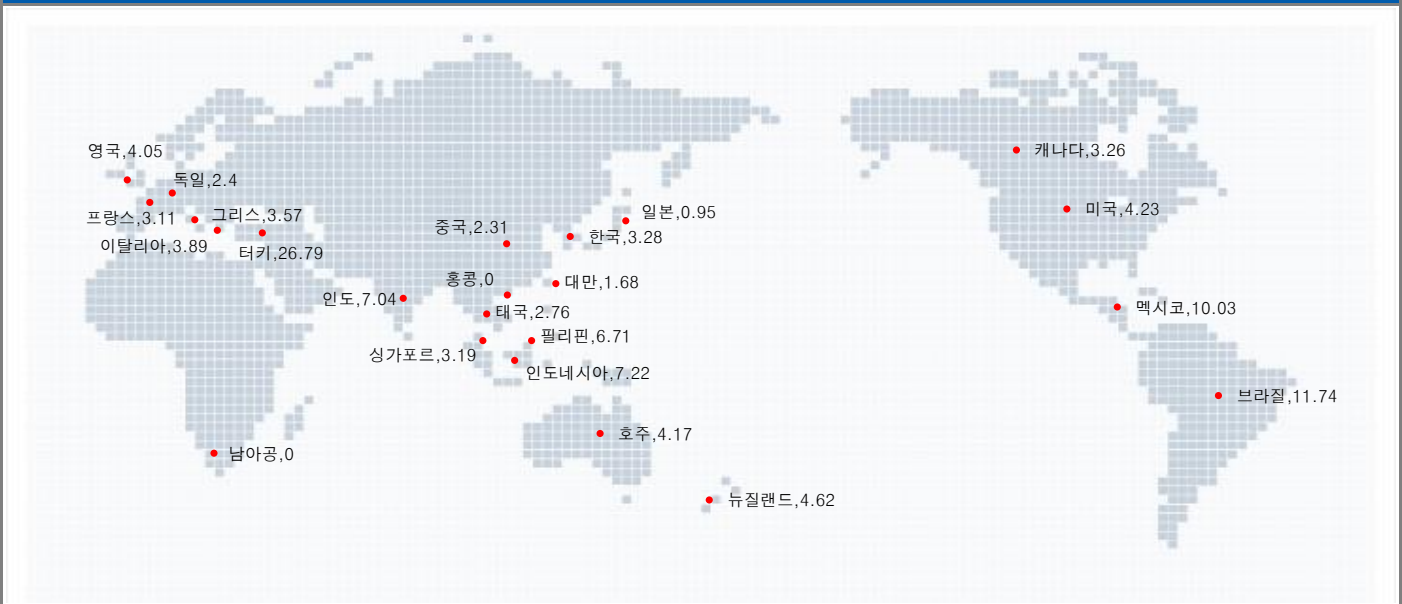 영국,4.05
캐나다,3.26
독일,2.4
프랑스,3.11
그리스,3.57
일본,0.95
미국,4.23
중국,2.31
한국,3.28
이탈리아,3.89
터키,26.79
홍콩,0
대만,1.68
인도,7.04
태국,2.76
멕시코,10.03
필리핀,6.71
싱가포르,3.19
인도네시아,7.22
브라질,11.74
호주,4.17
남아공,0
뉴질랜드,4.62